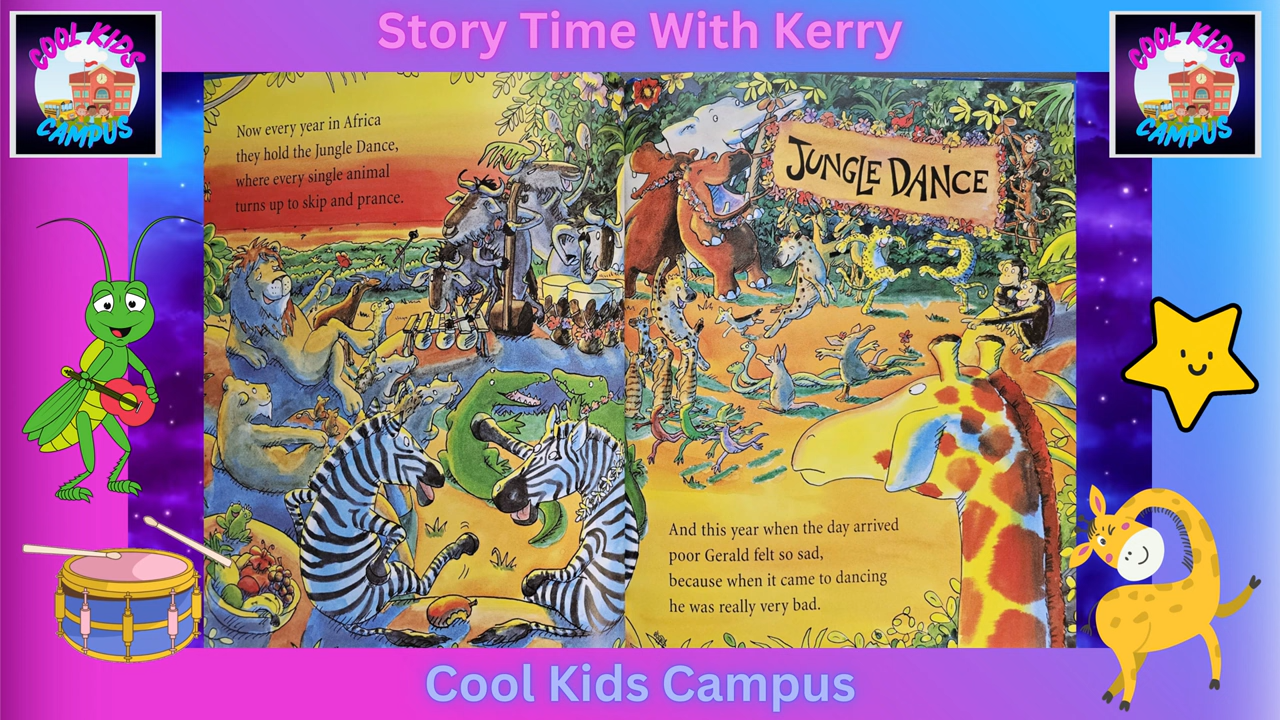 Story Time With Kerry
COOL KIDS
CAMPUS
COOL KIDS
CAMPUS
Now every year in Africa
they hold the Jungle Dance,
where every single animal
turns up to skip and prance.
JUNGLE DANCE
And this year when the day arrived
poor Gerald felt so sad,
because when it came to dancing
he was really very bad.
Cool Kids Campus